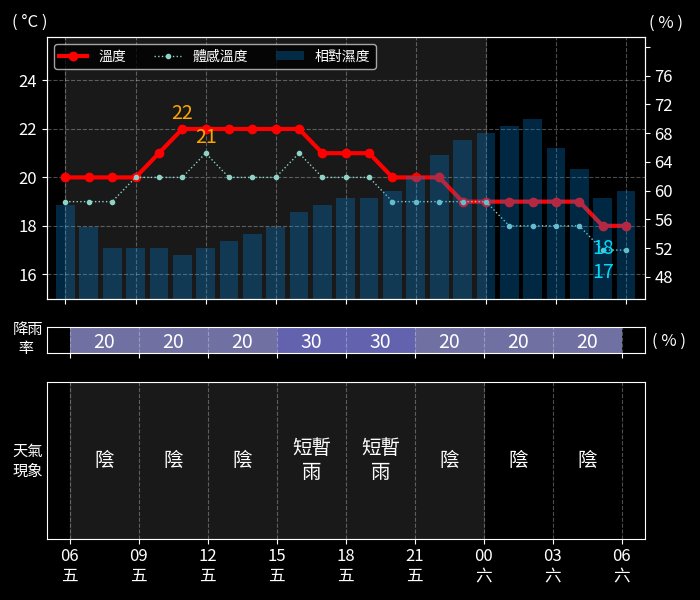 ( °C )
( % )
溫度 體感溫度 相對濕度
24
22
20
18
16
76
72
68
64
60
56
52
48
22
21
18
17
降雨率 20 20 20 30 30 20 20 20 ( % )
天氣
現象
陰 陰 陰 短暫雨 短暫雨 陰 陰 陰
06 09 12 15 18 21 00 03 06
五 五 五 五 五 五 六 六 六